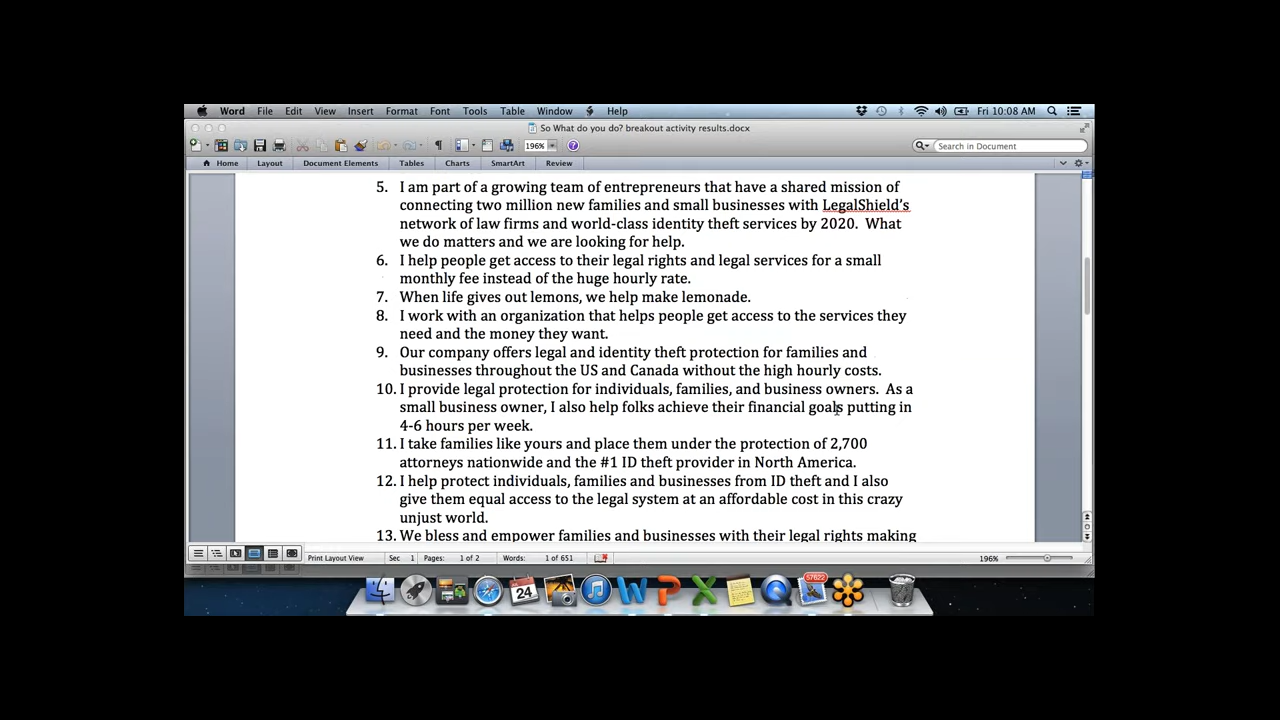 Word File Edit View Insert Format Font Tools Table Window Help Fri 10:08 AM
So What do you do? breakout activity results.docx
196% Search in Document
Home Layout Document Elements Tables Charts SmartArt Review
5. I am part of a growing team of entrepreneurs that have a shared mission of
connecting two million new families and small businesses with LegalShield's
network of law firms and world-class identity theft services by 2020.  What
we do matters and we are looking for help.
6. I help people get access to their legal rights and legal services for a small
monthly fee instead of the huge hourly rate.
7. When life gives out lemons, we help make lemonade.
8. I work with an organization that helps people get access to the services they
need and the money they want.
9. Our company offers legal and identity theft protection for families and
businesses throughout the US and Canada without the high hourly costs.
10. I provide legal protection for individuals, families, and business owners.  As a
small business owner, I also help folks achieve their financial goals putting in
4-6 hours per week.
11. I take families like yours and place them under the protection of 2,700
attorneys nationwide and the #1 ID theft provider in North America.
12. I help protect individuals, families and businesses from ID theft and I also
give them equal access to the legal system at an affordable cost in this crazy
unjust world.
13. We bless and empower families and businesses with their legal rights making
Print Layout View Sec 1 Pages: 1 of 2 Words: 1 of 651 196%
24
57622